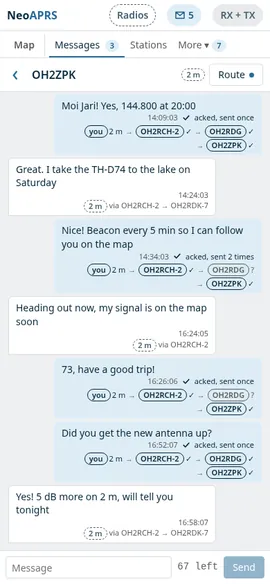 NeoAPRS Radios 5 RX + TX
Map Messages 3 Stations More ▾ 7
‹ OH2ZPK 2 m Route
Moi Jari! Yes, 144.800 at 20:00
14:09:03 ✓ acked, sent once
you 2 m → OH2RCH-2 ✓ → OH2RDG ✓
→ OH2ZPK ✓
Great. I take the TH-D74 to the lake on
Saturday
14:24:03
2 m via OH2RCH-2 → OH2RDK-7
Nice! Beacon every 5 min so I can follow
you on the map
14:34:03 ✓ acked, sent 2 times
you 2 m → OH2RCH-2 ✓ → OH2RDG ?
→ OH2ZPK ✓
Heading out now, my signal is on the map
soon
16:24:05
2 m via OH2RCH-2
73, have a good trip!
16:26:06 ✓ acked, sent once
you 2 m → OH2RCH-2 ✓ → OH2RDG ?
→ OH2ZPK ✓
Did you get the new antenna up?
16:52:07 ✓ acked, sent once
you 2 m → OH2RCH-2 ✓ → OH2RDG ✓
→ OH2ZPK ✓
Yes! 5 dB more on 2 m, will tell you
tonight
16:58:07
2 m via OH2RCH-2 → OH2RDK-7
Message 67 left Send